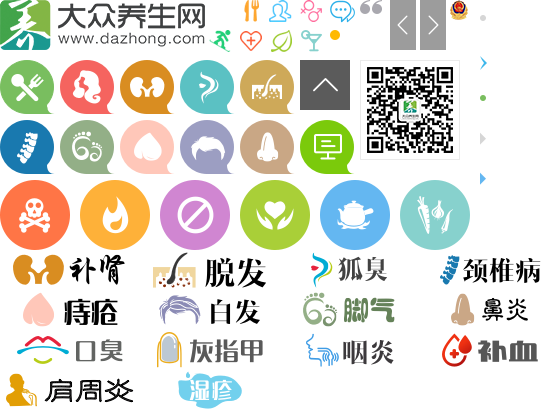 养
大众养生网
www.dazhong.com
补肾 脱发 狐臭 颈椎病
痔疮 白发 脚气 鼻炎
口臭 灰指甲 咽炎 补血
肩周炎 湿疹